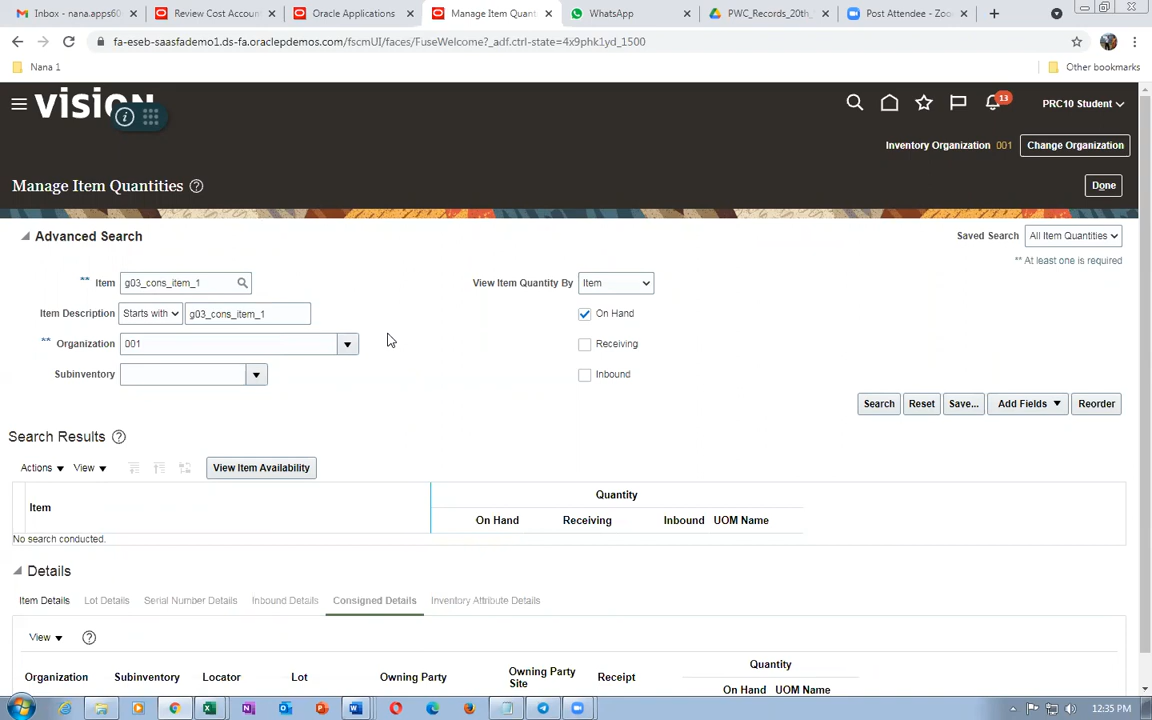 Inbox - nana.apps60
Review Cost Accoun
Oracle Applications
Manage Item Quant
WhatsApp
PWC_Records_20th_
Post Attendee - Zoo
fa-eseb-saasfademo1.ds-fa.oraclepdemos.com/fscmUI/faces/FuseWelcome?_adf.ctrl-state=4x9phk1yd_1500
Nana 1
Other bookmarks
vision
13
PRC10 Student
Inventory Organization 001
Change Organization
Manage Item Quantities
Done
Advanced Search
Saved Search All Item Quantities
** At least one is required
** Item g03_cons_item_1
View Item Quantity By Item
Item Description Starts with g03_cons_item_1
On Hand
** Organization 001
Receiving
Subinventory
Inbound
Search Reset Save... Add Fields Reorder
Search Results
Actions View View Item Availability
Item
Quantity
On Hand Receiving Inbound UOM Name
No search conducted.
Details
Item Details Lot Details Serial Number Details Inbound Details Consigned Details Inventory Attribute Details
View
Organization Subinventory Locator Lot Owning Party Owning Party Site Receipt
Quantity
On Hand UOM Name
12:35 PM